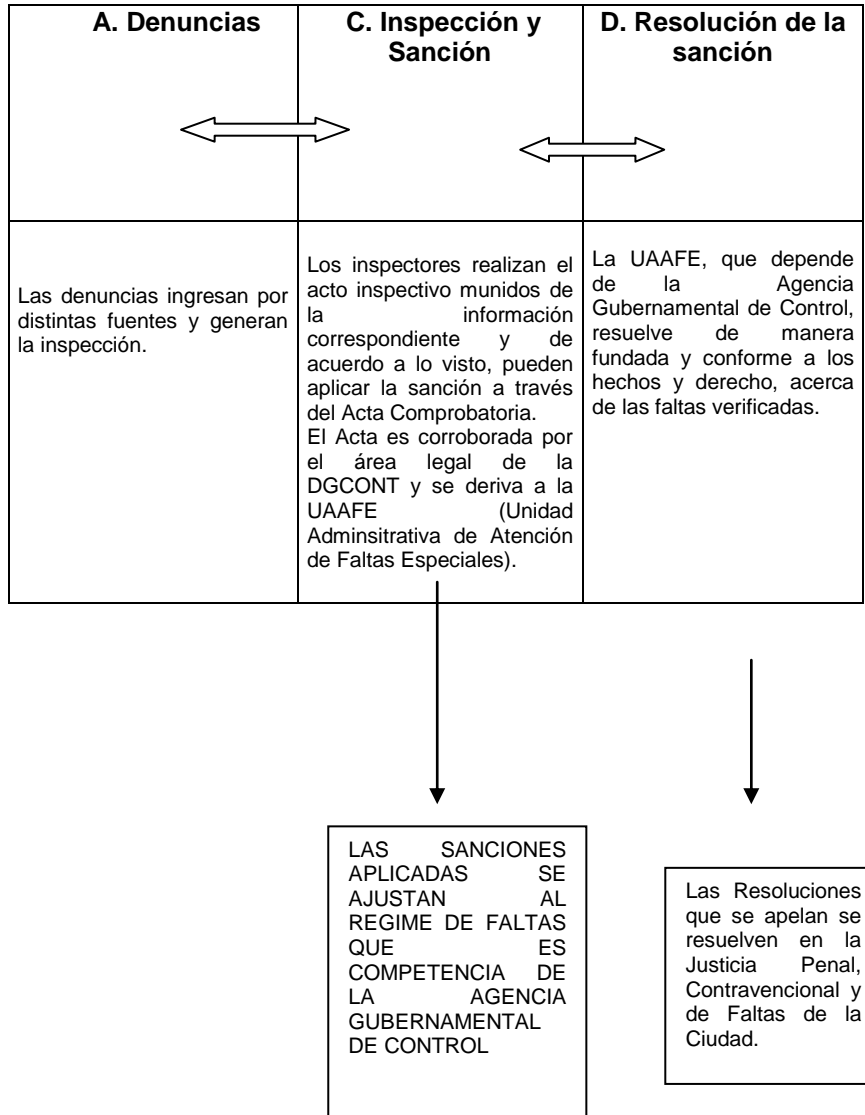 A. Denuncias
C. Inspección y
Sanción
D. Resolución de la
sanción
Las denuncias ingresan por
distintas fuentes y generan
la inspección.
Los inspectores realizan el
acto inspectivo munidos de
la información
correspondiente y de
acuerdo a lo visto, pueden
aplicar la sanción a través
del Acta Comprobatoria.
El Acta es corroborada por
el área legal de la
DGCONT y se deriva a la
UAAFE (Unidad
Adminsitrativa de Atención
de Faltas Especiales).
La UAAFE, que depende
de la Agencia
Gubernamental de Control,
resuelve de manera
fundada y conforme a los
hechos y derecho, acerca
de las faltas verificadas.
LAS SANCIONES
APLICADAS SE
AJUSTAN AL
REGIME DE FALTAS
QUE ES
COMPETENCIA DE
LA AGENCIA
GUBERNAMENTAL
DE CONTROL
Las Resoluciones
que se apelan se
resuelven en la
Justicia Penal,
Contravencional y
de Faltas de la
Ciudad.